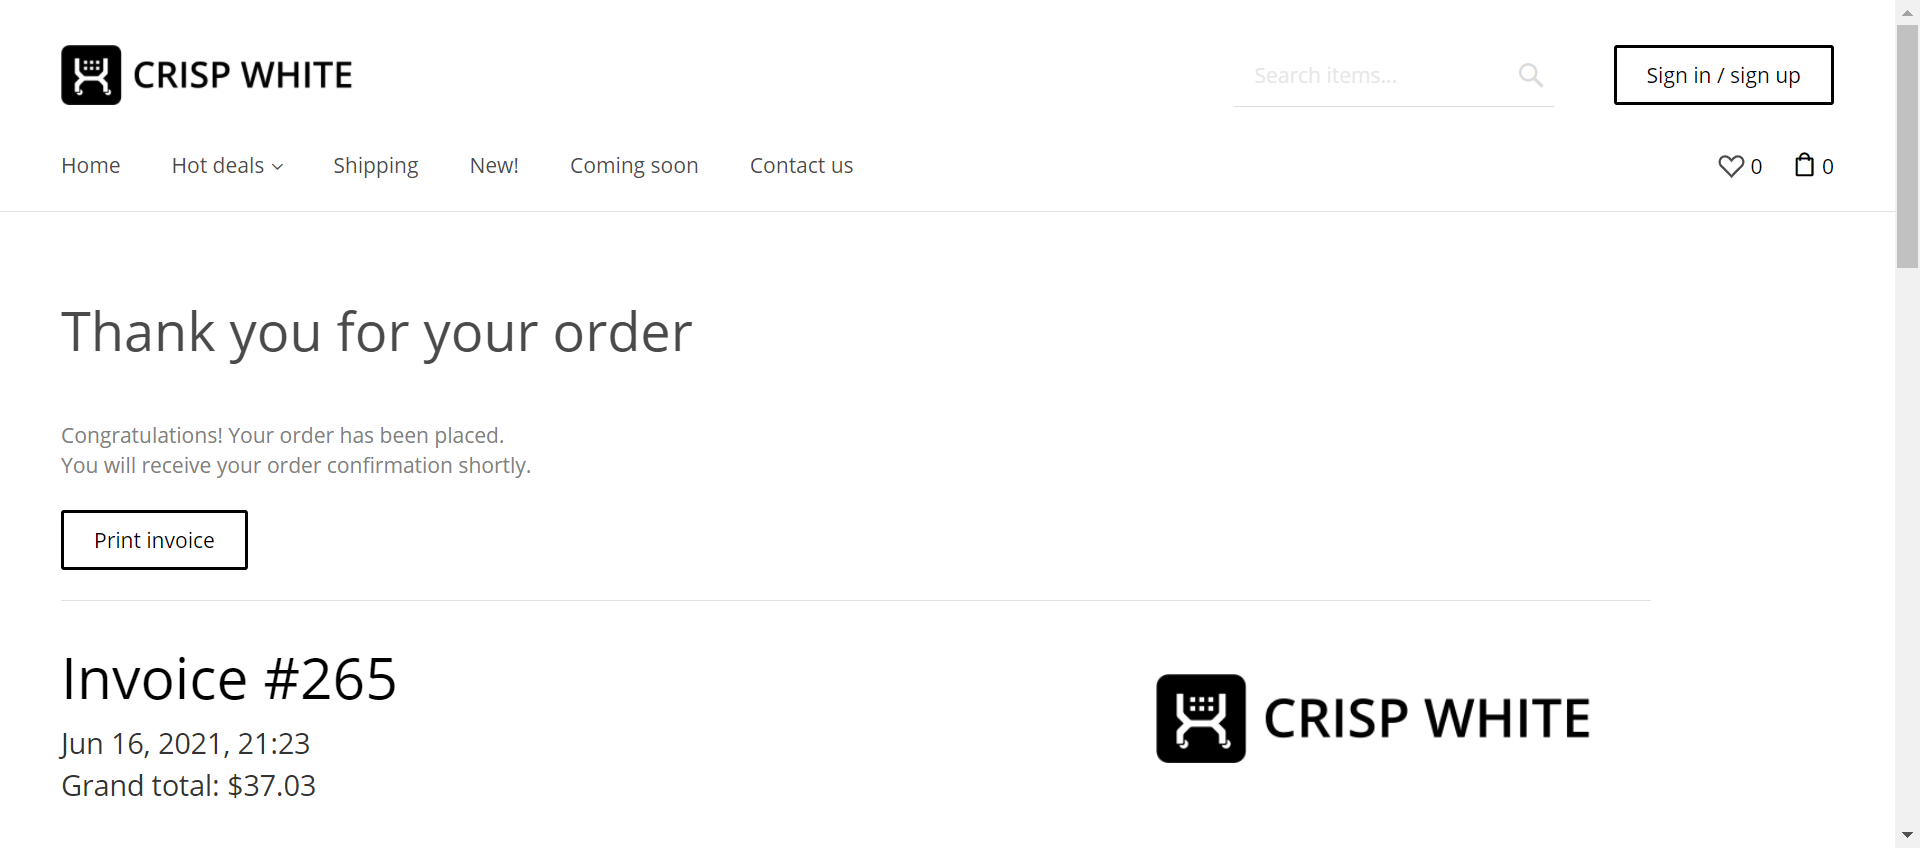 CRISP WHITE
Search items...
Sign in / sign up
Home
Hot deals
Shipping
New!
Coming soon
Contact us
0
0
Thank you for your order
Congratulations! Your order has been placed.
You will receive your order confirmation shortly.
Print invoice
Invoice #265
Jun 16, 2021, 21:23
Grand total: $37.03
CRISP WHITE